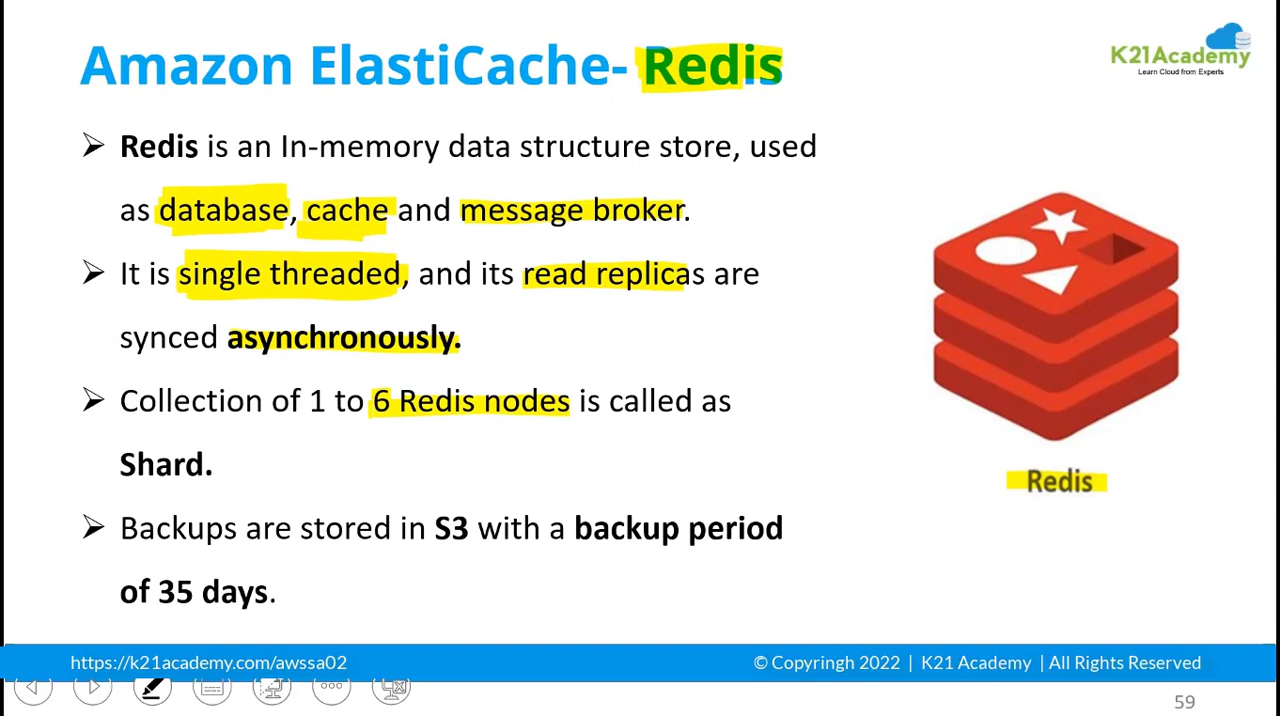 Amazon ElastiCache- Redis
K21Academy
Learn Cloud from Experts
➢ Redis is an In-memory data structure store, used
as database, cache and message broker.
➢ It is single threaded, and its read replicas are
synced asynchronously.
➢ Collection of 1 to 6 Redis nodes is called as
Shard.
➢ Backups are stored in S3 with a backup period
of 35 days.
Redis
https://k21academy.com/awssa02
© Copyringh 2022 | K21 Academy | All Rights Reserved
59